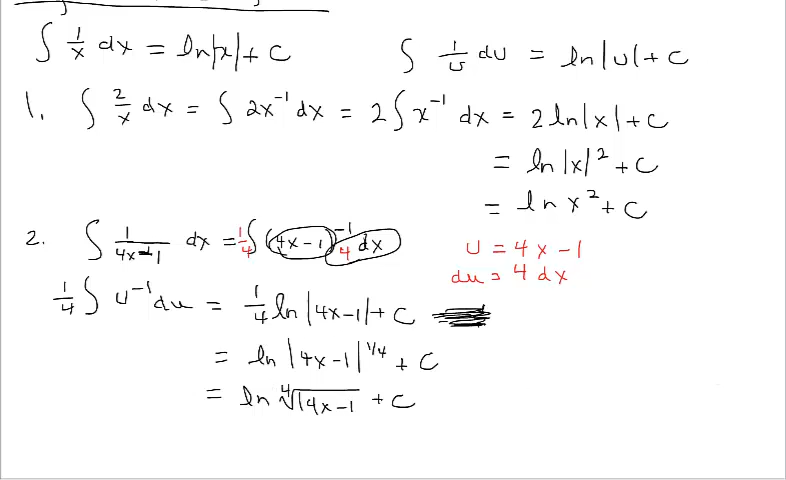 ∫ 1/x dx = ln|x| + C
∫ 1/u du = ln|u| + C
1. ∫ 2/x dx = ∫ 2x⁻¹ dx = 2∫ x⁻¹ dx = 2 ln|x| + C
= ln|x|² + C
= ln x² + C
2. ∫ 1/(4x-1) dx = 1/4 ∫ (4x-1)⁻¹ 4 dx
u = 4x-1
du = 4 dx
1/4 ∫ u⁻¹ du = 1/4 ln|4x-1| + C
= ln|4x-1|^1/4 + C
= ln ∜|4x-1 + C